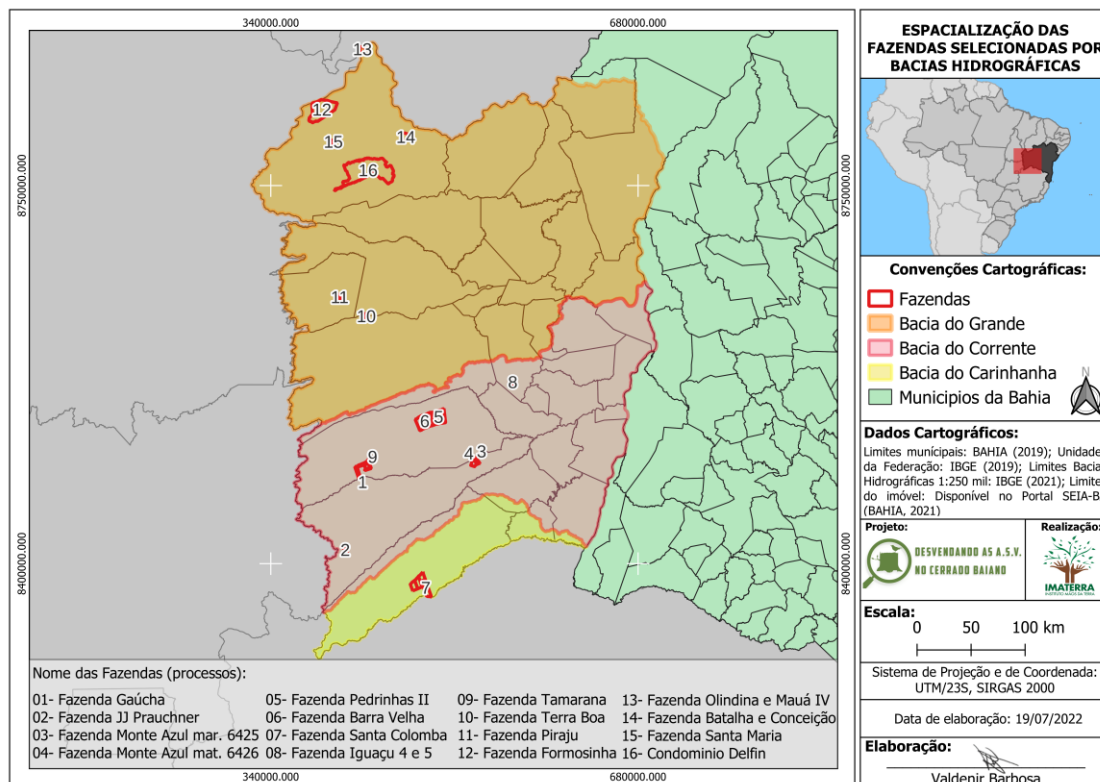 340000.000
680000.000
8750000.000
8750000.000
8400000.000
8400000.000
13
12
15
14
16
11
10
8
6
5
9
4
3
1
2
7
Nome das Fazendas (processos):
01- Fazenda Gaúcha
02- Fazenda JJ Prauchner
03- Fazenda Monte Azul mar. 6425
04- Fazenda Monte Azul mat. 6426
05- Fazenda Pedrinhas II
06- Fazenda Barra Velha
07- Fazenda Santa Colomba
08- Fazenda Iguaçu 4 e 5
09- Fazenda Tamarana
10- Fazenda Terra Boa
11- Fazenda Piraju
12- Fazenda Formosinha
13- Fazenda Olindina e Mauá IV
14- Fazenda Batalha e Conceição
15- Fazenda Santa Maria
16- Condominio Delfin
340000.000
680000.000
ESPACIALIZAÇÃO DAS
FAZENDAS SELECIONADAS POR
BACIAS HIDROGRÁFICAS
Convenções Cartográficas:
Fazendas
Bacia do Grande
Bacia do Corrente
Bacia do Carinhanha
Municipios da Bahia
N
Dados Cartográficos:
Limites munícipais: BAHIA (2019); Unidade
da Federação: IBGE (2019); Limites Bacia
Hidrográficas 1:250 mil: IBGE (2021); Limite
do imóvel: Disponível no Portal SEIA-B
(BAHIA, 2021)
Projeto:
DESVENDANDO AS A.S.V.
NO CERRADO BAIANO
Realização:
IMATERRA
INSTITUTO MÃOS DA TERRA
Escala:
0 50 100 km
Sistema de Projeção e de Coordenada:
UTM/23S, SIRGAS 2000
Data de elaboração: 19/07/2022
Elaboração:
Valdenir Barbosa